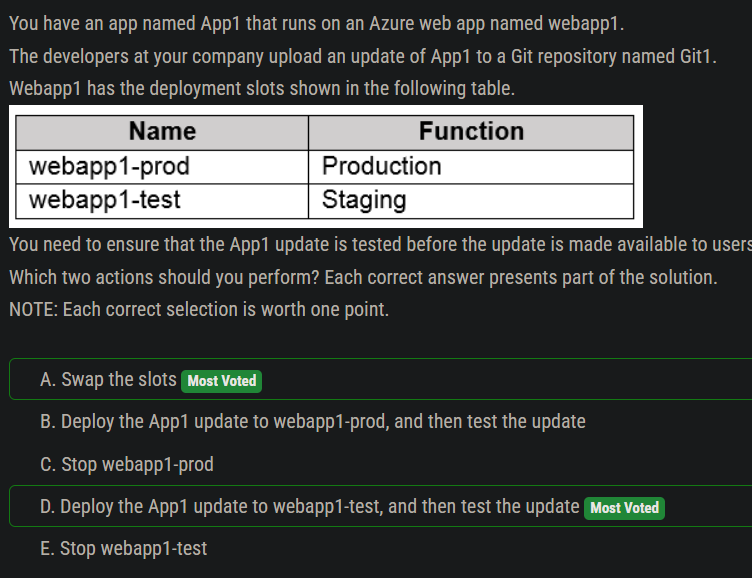 You have an app named App1 that runs on an Azure web app named webapp1.
The developers at your company upload an update of App1 to a Git repository named Git1.
Webapp1 has the deployment slots shown in the following table.
Name Function
webapp1-prod Production
webapp1-test Staging
You need to ensure that the App1 update is tested before the update is made available to users
Which two actions should you perform? Each correct answer presents part of the solution.
NOTE: Each correct selection is worth one point.
A. Swap the slots Most Voted
B. Deploy the App1 update to webapp1-prod, and then test the update
C. Stop webapp1-prod
D. Deploy the App1 update to webapp1-test, and then test the update Most Voted
E. Stop webapp1-test